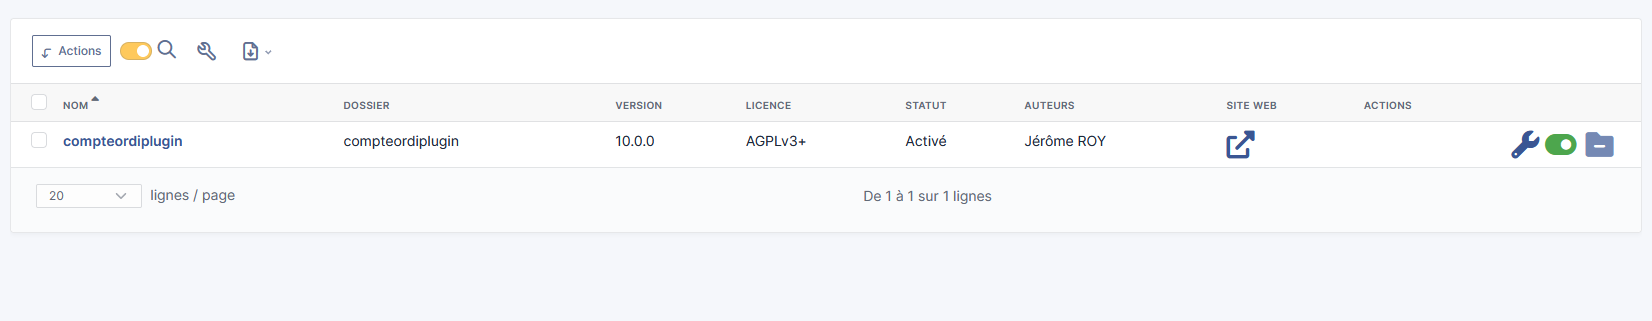 Actions
NOM DOSSIER VERSION LICENCE STATUT AUTEURS SITE WEB ACTIONS
compteordiplugin compteordiplugin 10.0.0 AGPLv3+ Activé Jérôme ROY
20 lignes / page De 1 à 1 sur 1 lignes